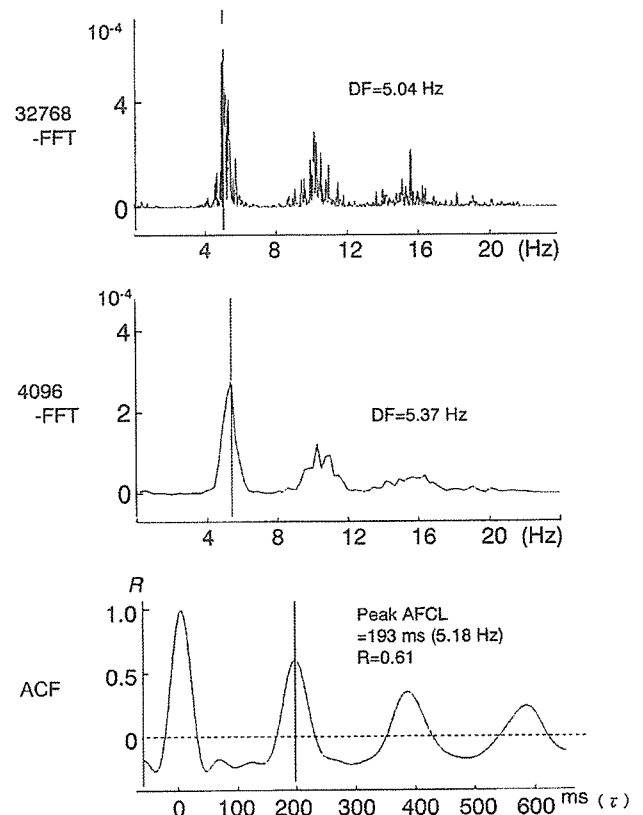 10-4
4
0
32768
-FFT
DF=5.04 Hz
4 8 12 16 20 (Hz)
10-4
4
2
0
4096
-FFT
DF=5.37 Hz
4 8 12 16 20 (Hz)
R
1.0
0.5
0
ACF
Peak AFCL
=193 ms (5.18 Hz)
R=0.61
0 100 200 300 400 500 600 ms (τ)